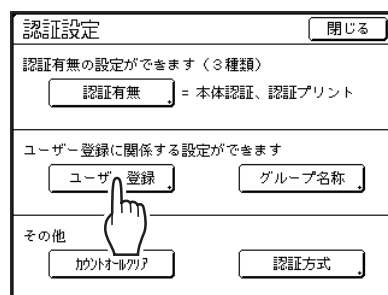 認証設定 閉じる
認証有無の設定ができます（3種類）
認証有無 = 本体認証、認証プリント
ユーザー登録に関係する設定ができます
ユーザー登録 グループ名称
その他
カウントオールクリア 認証方式